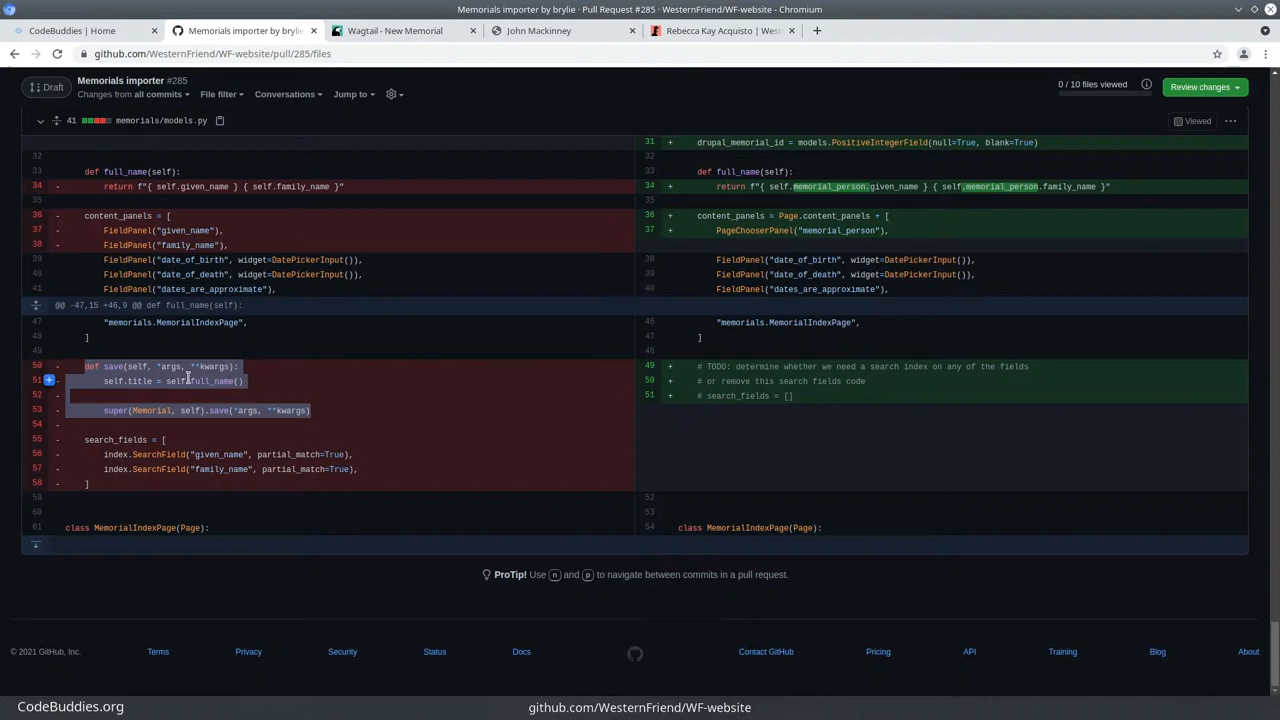 Memorials importer by brylie · Pull Request #285 · WesternFriend/WF-website - Chromium
CodeBuddies | Home
Memorials importer by brylie
Wagtail - New Memorial
John Mackinney
Rebecca Kay Acquisto | West
github.com/WesternFriend/WF-website/pull/285/files
Draft
Memorials importer #285
Changes from all commits File filter Conversations Jump to
0 / 10 files viewed
Review changes
41 memorials/models.py
Viewed
31 + drupal_memorial_id = models.PositiveIntegerField(null=True, blank=True)
32 32
33 def full_name(self): 33 def full_name(self):
34 - return f"{ self.given_name } { self.family_name }" 34 + return f"{ self.memorial_person.given_name } { self.memorial_person.family_name }"
35 35
36 - content_panels = [ 36 + content_panels = Page.content_panels + [
37 - FieldPanel("given_name"), 37 + PageChooserPanel("memorial_person"),
38 - FieldPanel("family_name"),
39 FieldPanel("date_of_birth", widget=DatePickerInput()), 38 FieldPanel("date_of_birth", widget=DatePickerInput()),
40 FieldPanel("date_of_death", widget=DatePickerInput()), 39 FieldPanel("date_of_death", widget=DatePickerInput()),
41 FieldPanel("dates_are_approximate"), 40 FieldPanel("dates_are_approximate"),
@@ -47,15 +46,9 @@ def full_name(self):
47 "memorials.MemorialIndexPage", 46 "memorials.MemorialIndexPage",
48 ] 47 ]
49 48
50 - def save(self, *args, **kwargs): 49 + # TODO: determine whether we need a search index on any of the fields
51 - self.title = self.full_name() 50 + # or remove this search fields code
52 - 51 + # search_fields = []
53 - super(Memorial, self).save(*args, **kwargs)
54 -
55 - search_fields = [
56 - index.SearchField("given_name", partial_match=True),
57 - index.SearchField("family_name", partial_match=True),
58 - ]
59 52
60 53
61 class MemorialIndexPage(Page): 54 class MemorialIndexPage(Page):
ProTip! Use n and p to navigate between commits in a pull request.
© 2021 GitHub, Inc. Terms Privacy Security Status Docs Contact GitHub Pricing API Training Blog About
CodeBuddies.org
github.com/WesternFriend/WF-website